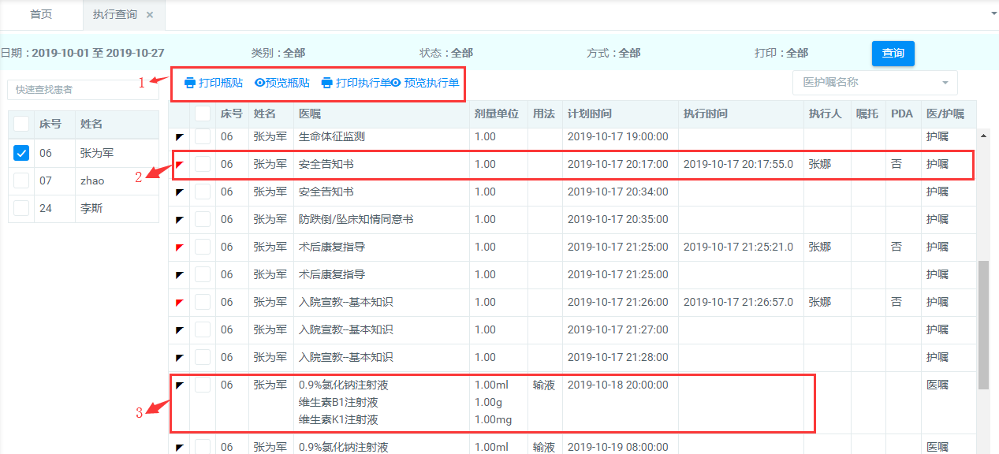 首页 执行查询 ×
日期 : 2019-10-01 至 2019-10-27 类别 : 全部 状态 : 全部 方式 : 全部 打印 : 全部 查询
1 打印瓶贴 预览瓶贴 打印执行单 预览执行单 医护嘱名称
快速查找患者
床号 姓名
06 张为军
07 zhao
24 李斯
床号 姓名 医嘱 剂量单位 用法 计划时间 执行时间 执行人 嘱托 PDA 医/护嘱
06 张为军 生命体征监测 1.00 2019-10-17 19:00:00 护嘱
2 06 张为军 安全告知书 1.00 2019-10-17 20:17:00 2019-10-17 20:17:55.0 张娜 否 护嘱
06 张为军 安全告知书 1.00 2019-10-17 20:34:00 护嘱
06 张为军 防跌倒/坠床知情同意书 1.00 2019-10-17 20:35:00 护嘱
06 张为军 术后康复指导 1.00 2019-10-17 21:25:00 2019-10-17 21:25:21.0 张娜 否 护嘱
06 张为军 术后康复指导 1.00 2019-10-17 21:25:00 护嘱
06 张为军 入院宣教--基本知识 1.00 2019-10-17 21:26:00 2019-10-17 21:26:57.0 张娜 否 护嘱
06 张为军 入院宣教--基本知识 1.00 2019-10-17 21:27:00 护嘱
06 张为军 入院宣教--基本知识 1.00 2019-10-17 21:28:00 护嘱
06 张为军 0.9%氯化钠注射液 1.00ml 输液 2019-10-18 20:00:00 医嘱
维生素B1注射液 1.00g
3 维生素K1注射液 1.00mg
06 张为军 0.9%氯化钠注射液 1.00ml 输液 2019-10-19 08:00:00 医嘱